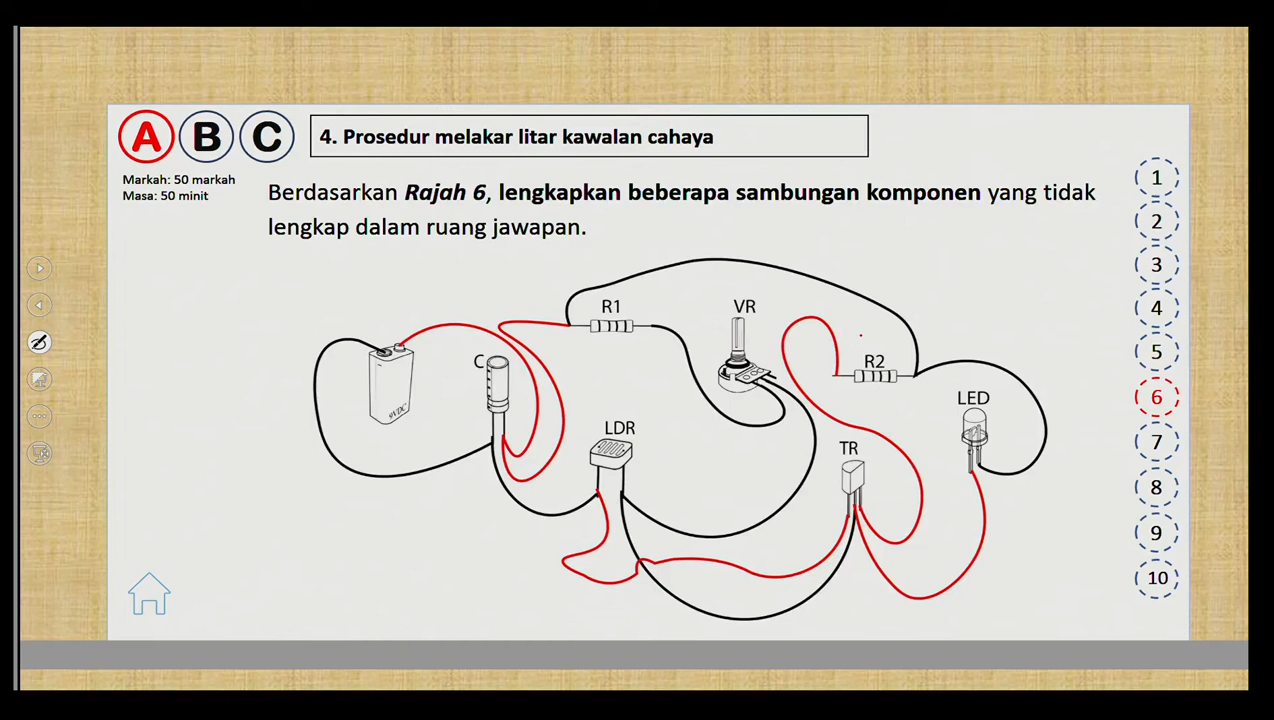 A B C
4. Prosedur melakar litar kawalan cahaya
Markah: 50 markah
Masa: 50 minit
Berdasarkan Rajah 6, lengkapkan beberapa sambungan komponen yang tidak
lengkap dalam ruang jawapan.
R1
VR
R2
C
9VDC
LDR
TR
LED
1
2
3
4
5
6
7
8
9
10